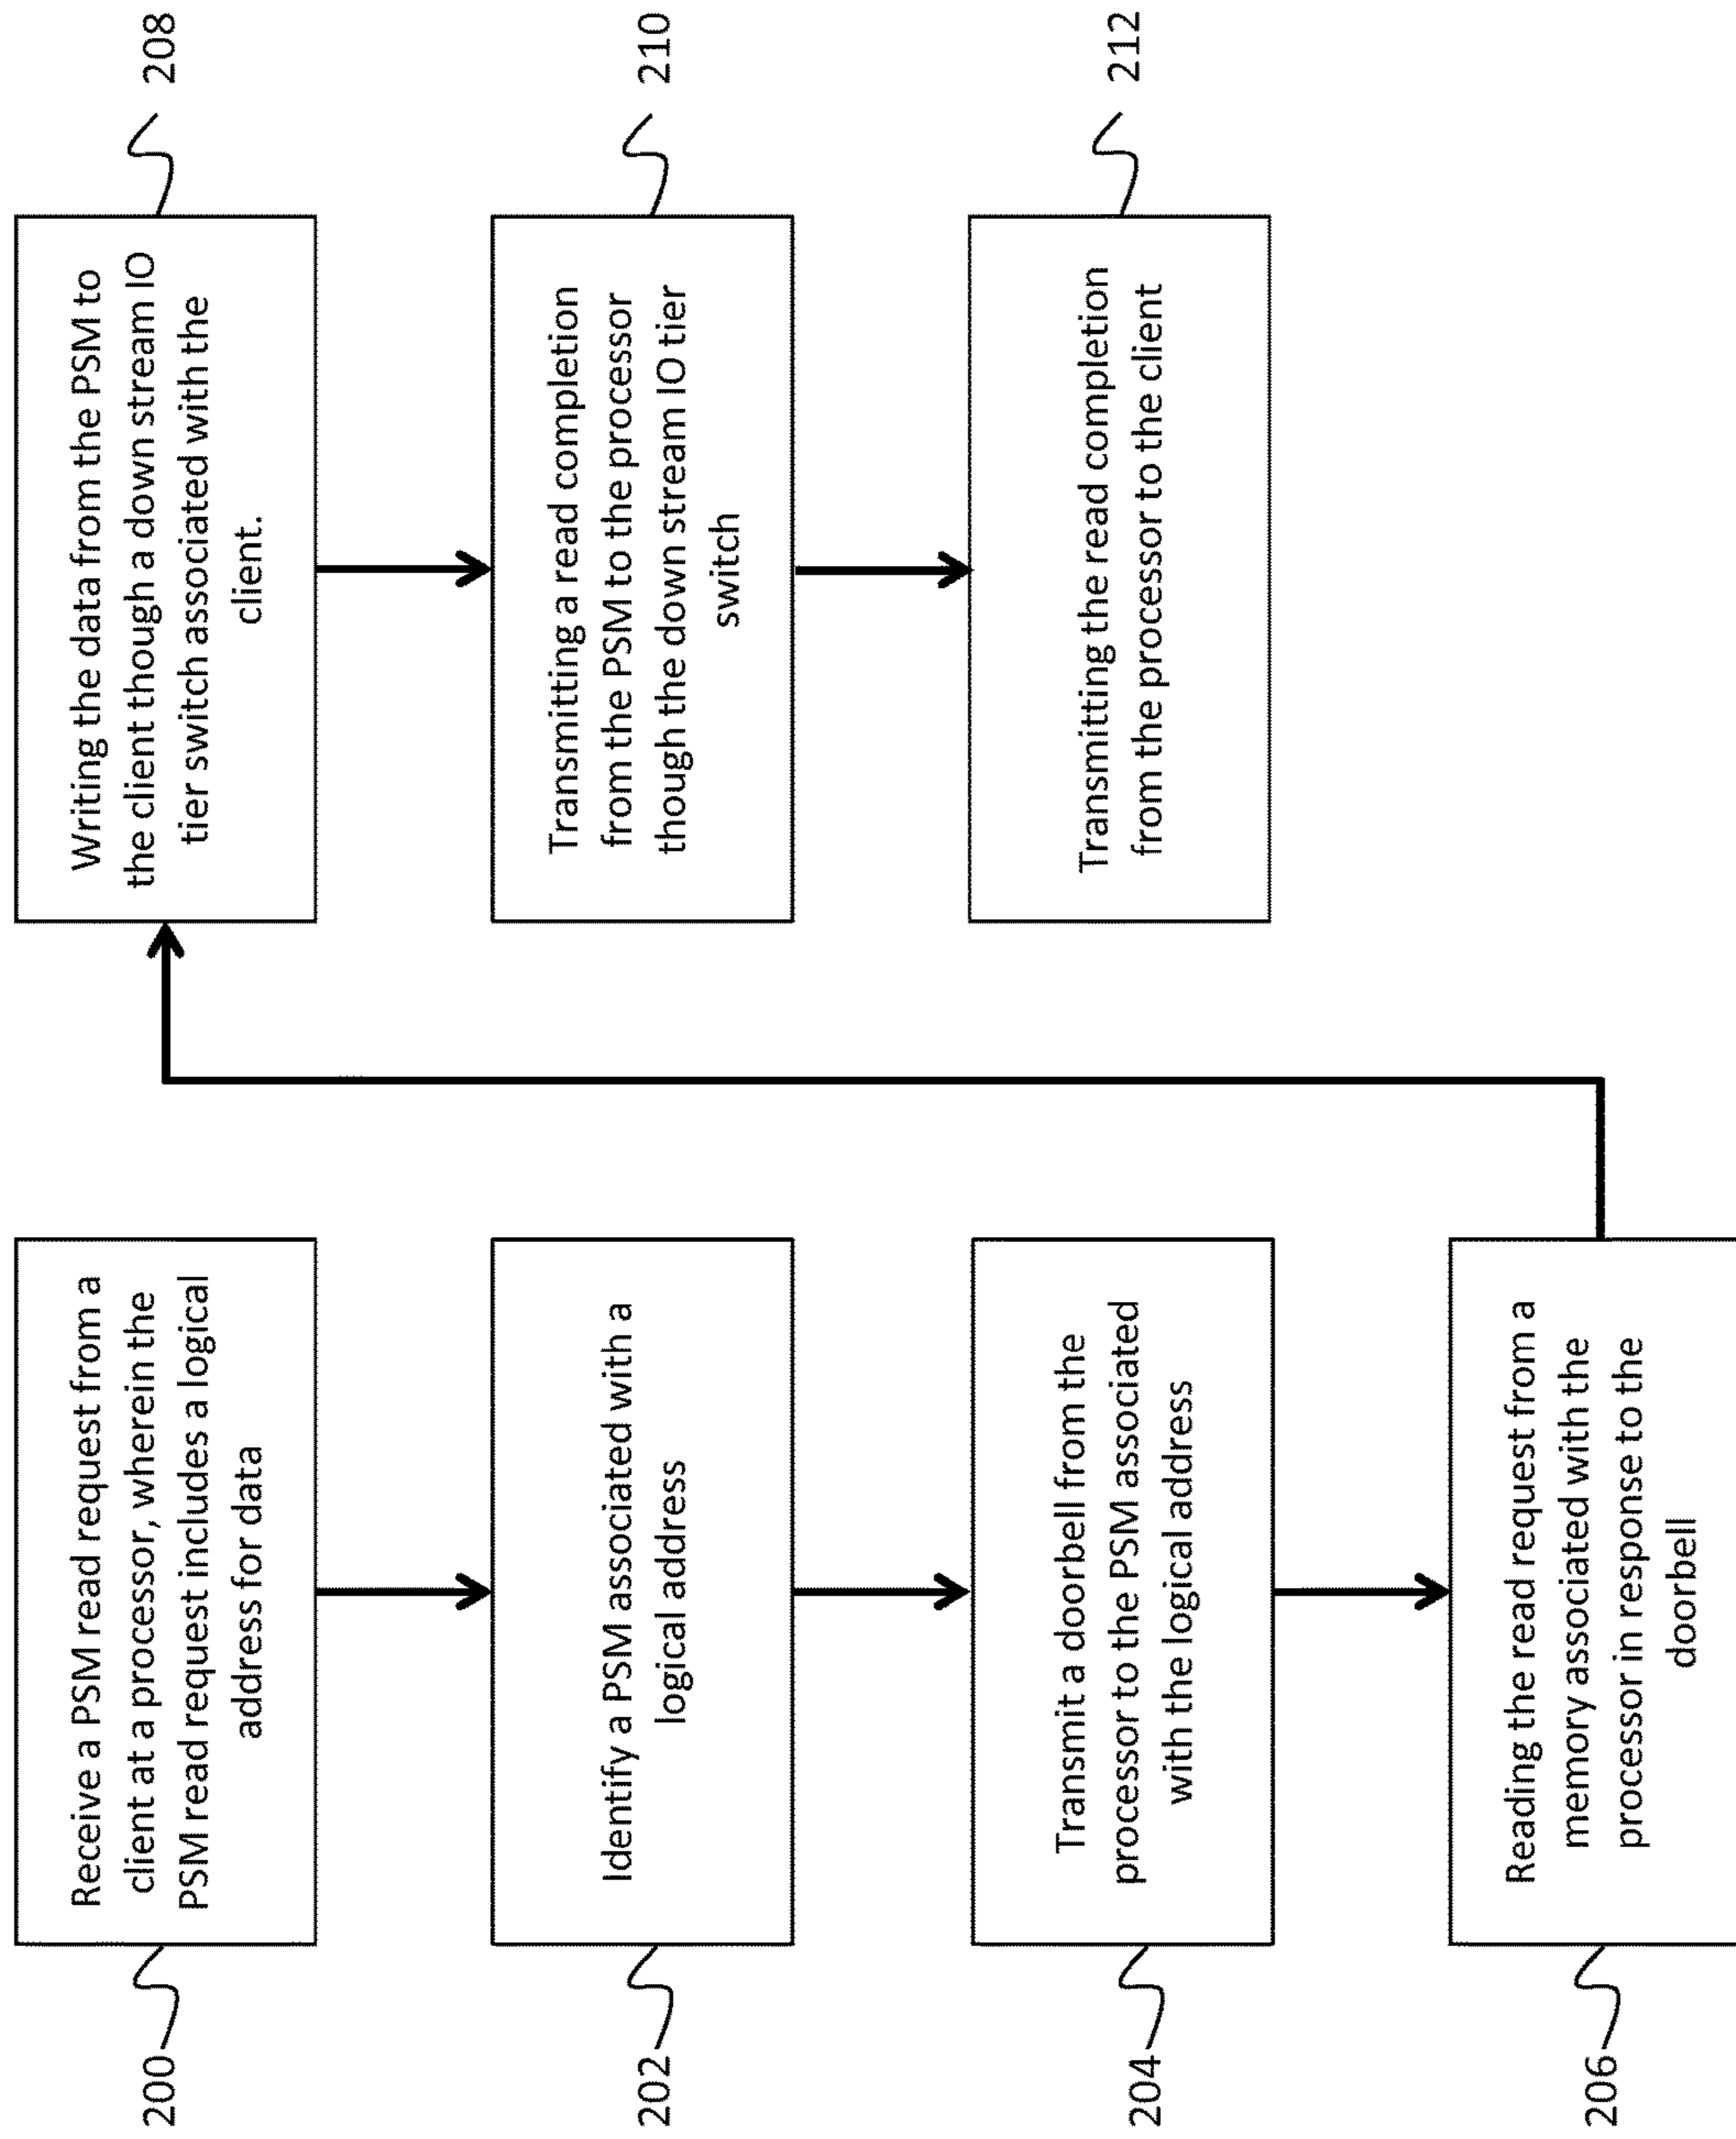 200
Receive a PSM read request from a
client at a processor, wherein the
PSM read request includes a logical
address for data
202
Identify a PSM associated with a
logical address
204
Transmit a doorbell from the
processor to the PSM associated
with the logical address
206
Reading the read request from a
memory associated with the
processor in response to the
doorbell
208
Writing the data from the PSM to
the client though a down stream IO
tier switch associated with the
client.
210
Transmitting a read completion
from the PSM to the processor
though the down stream IO tier
switch
212
Transmitting the read completion
from the processor to the client